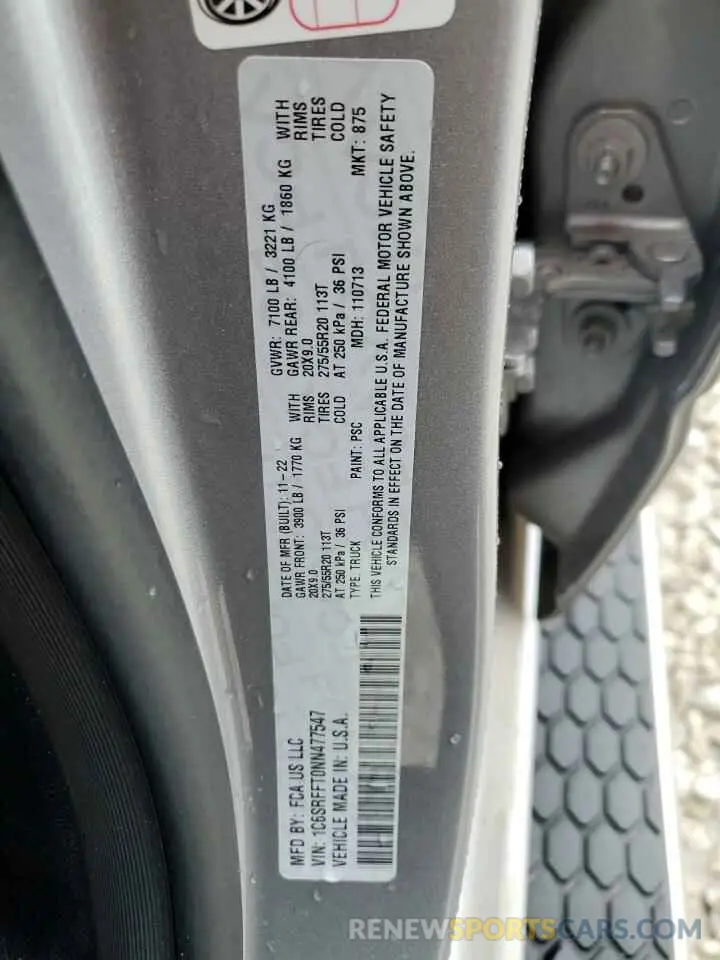 MFD BY: FCA US LLC
VIN: 1C6SRFFT0NN477547
VEHICLE MADE IN: U.S.A.
DATE OF MFR (BUILT): 11-22
GAWR FRONT: 3900 LB / 1770 KG WITH
20X9.0 RIMS
275/55R20 113T TIRES
AT 250 kPa / 36 PSI COLD
GVWR: 7100 LB / 3221 KG
GAWR REAR: 4100 LB / 1860 KG WITH
20X9.0 RIMS
275/55R20 113T TIRES
AT 250 kPa / 36 PSI COLD
TYPE: TRUCK PAINT: PSC MDH: 110713 MKT: 875
THIS VEHICLE CONFORMS TO ALL APPLICABLE U.S.A. FEDERAL MOTOR VEHICLE SAFETY
STANDARDS IN EFFECT ON THE DATE OF MANUFACTURE SHOWN ABOVE.
RENEWSPORTSCARS.COM